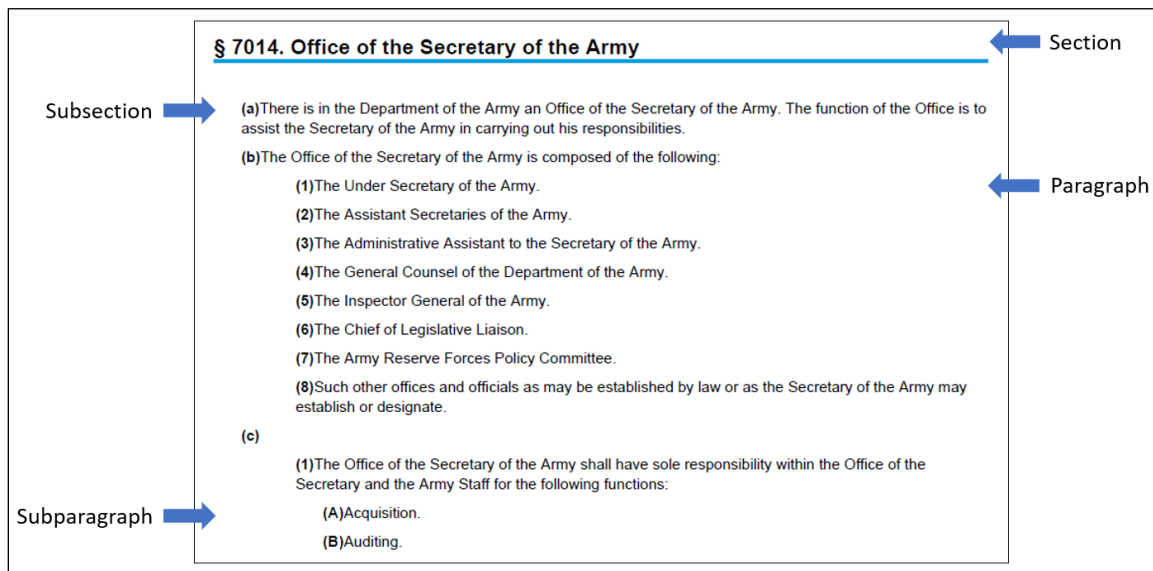 § 7014. Office of the Secretary of the Army
Section
Subsection
(a)There is in the Department of the Army an Office of the Secretary of the Army. The function of the Office is to
assist the Secretary of the Army in carrying out his responsibilities.
(b)The Office of the Secretary of the Army is composed of the following:
(1)The Under Secretary of the Army.
Paragraph
(2)The Assistant Secretaries of the Army.
(3)The Administrative Assistant to the Secretary of the Army.
(4)The General Counsel of the Department of the Army.
(5)The Inspector General of the Army.
(6)The Chief of Legislative Liaison.
(7)The Army Reserve Forces Policy Committee.
(8)Such other offices and officials as may be established by law or as the Secretary of the Army may
establish or designate.
(c)
(1)The Office of the Secretary of the Army shall have sole responsibility within the Office of the
Secretary and the Army Staff for the following functions:
Subparagraph
(A)Acquisition.
(B)Auditing.